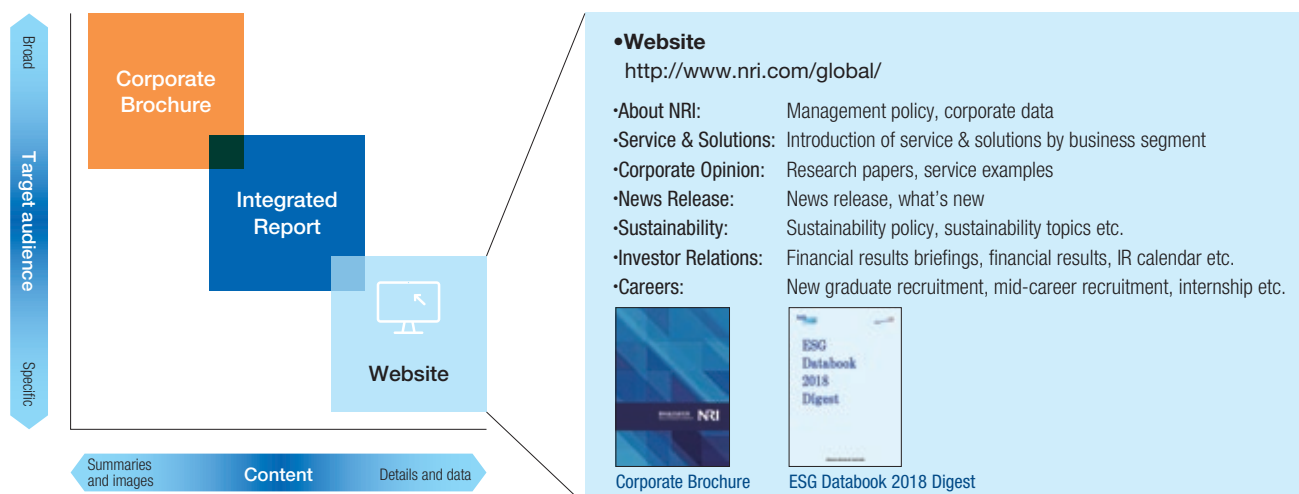 Broad
Target audience
Specific
Corporate
Brochure
Integrated
Report
Website
Summaries
and images
Content
Details and data
•Website
http://www.nri.com/global/
•About NRI: Management policy, corporate data
•Service & Solutions: Introduction of service & solutions by business segment
•Corporate Opinion: Research papers, service examples
•News Release: News release, what's new
•Sustainability: Sustainability policy, sustainability topics etc.
•Investor Relations: Financial results briefings, financial results, IR calendar etc.
•Careers: New graduate recruitment, mid-career recruitment, internship etc.
NRI
ESG
Databook
2018
Digest
Corporate Brochure
ESG Databook 2018 Digest